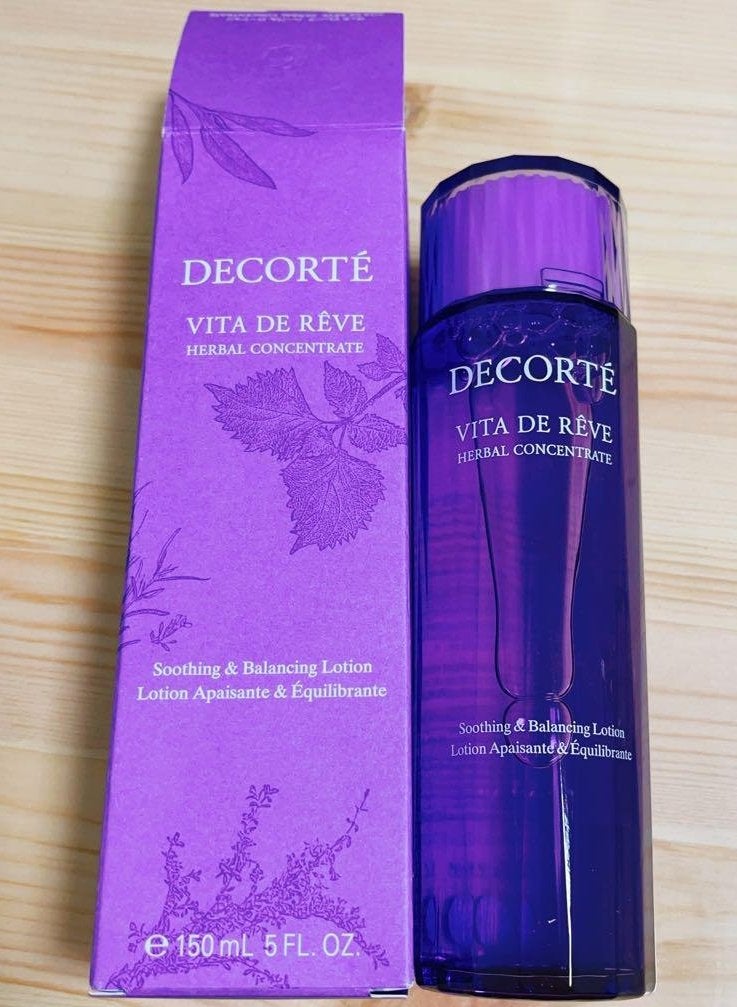 DECORTÉ
VITA DE RÊVE
HERBAL CONCENTRATE
Soothing & Balancing Lotion
Lotion Apaisante & Équilibrante
℮ 150 mL 5 FL. OZ.
DECORTÉ
VITA DE RÊVE
HERBAL CONCENTRATE
Soothing & Balancing Lotion
Lotion Apaisante & Équilibrante